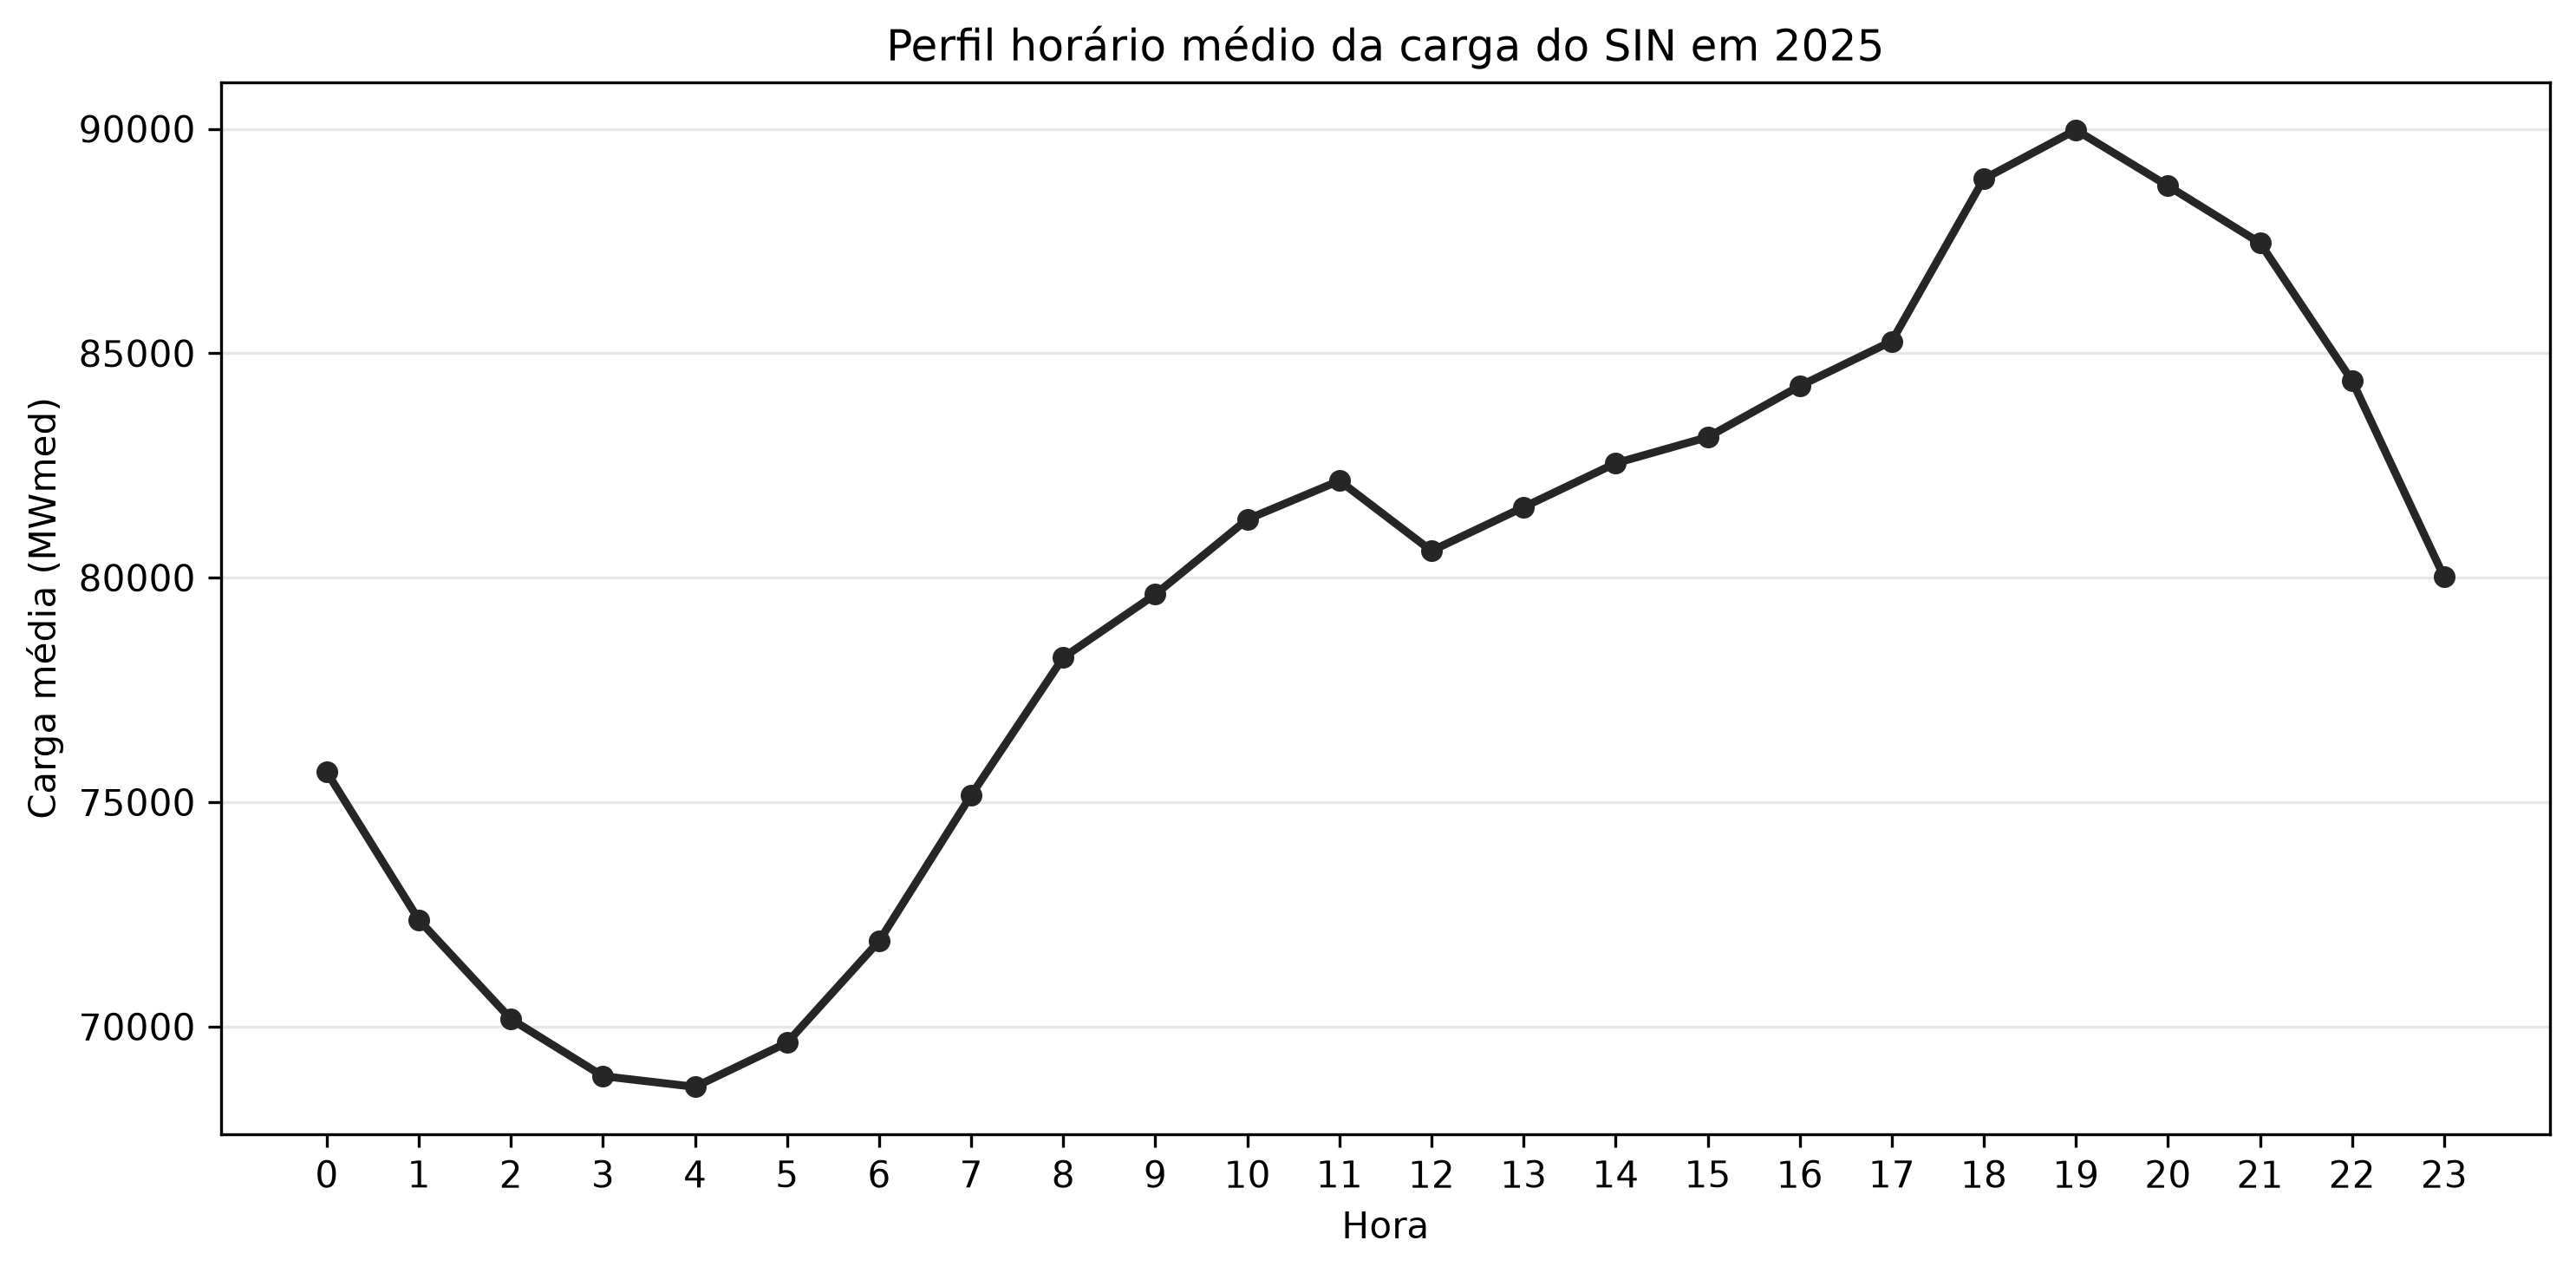 Perfil horário médio da carga do SIN em 2025
Carga média (MWmed)
90000
85000
80000
75000
70000
0 1 2 3 4 5 6 7 8 9 10 11 12 13 14 15 16 17 18 19 20 21 22 23
Hora